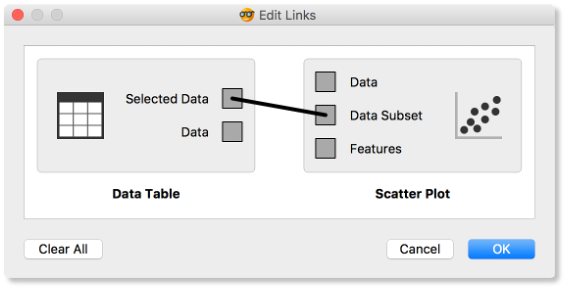 Edit Links
Selected Data
Data
Data Table
Data
Data Subset
Features
Scatter Plot
Clear All
Cancel
OK